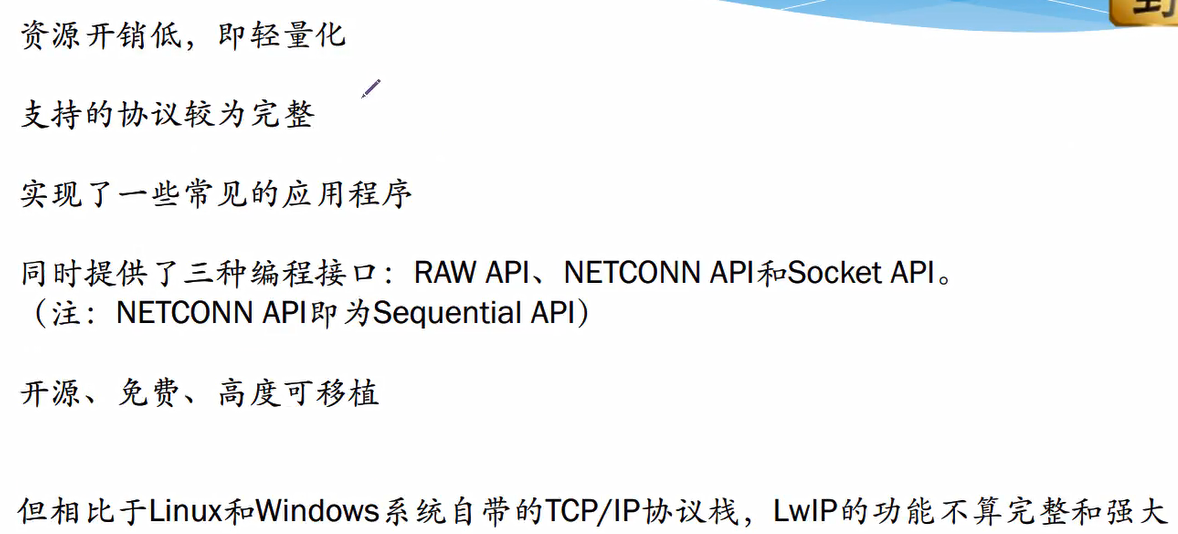 资源开销低，即轻量化
支持的协议较为完整
实现了一些常见的应用程序
同时提供了三种编程接口：RAW API、NETCONN API和Socket API。
（注：NETCONN API即为Sequential API）
开源、免费、高度可移植
但相比于Linux和Windows系统自带的TCP/IP协议栈，LwIP的功能不算完整和强大